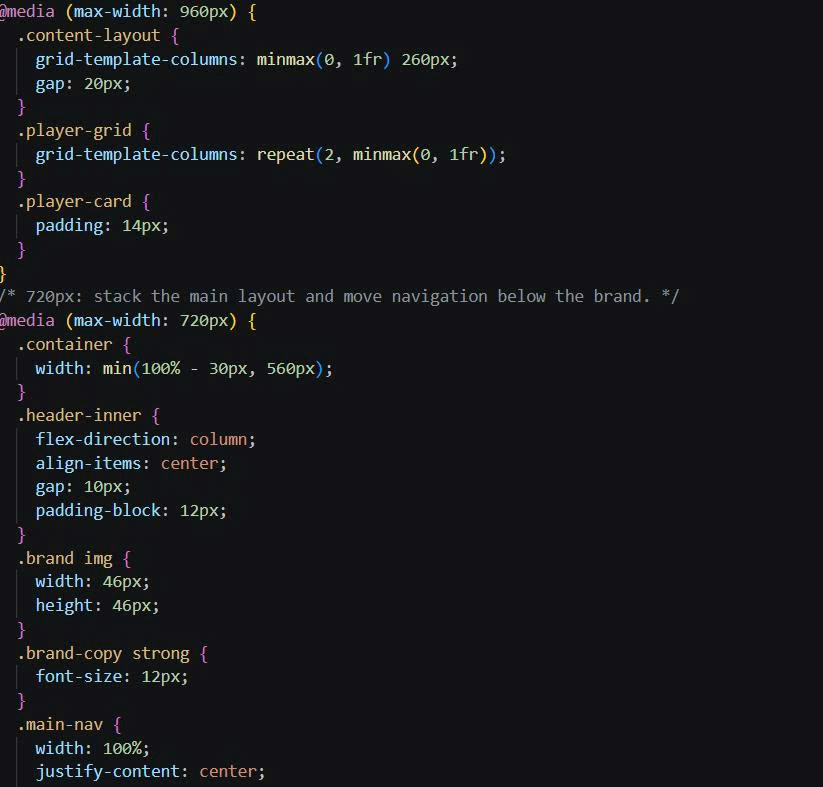 @media (max-width: 960px) {
.content-layout {
grid-template-columns: minmax(0, 1fr) 260px;
gap: 20px;
}
.player-grid {
grid-template-columns: repeat(2, minmax(0, 1fr));
}
.player-card {
padding: 14px;
}
}
/* 720px: stack the main layout and move navigation below the brand. */
@media (max-width: 720px) {
.container {
width: min(100% - 30px, 560px);
}
.header-inner {
flex-direction: column;
align-items: center;
gap: 10px;
padding-block: 12px;
}
.brand img {
width: 46px;
height: 46px;
}
.brand-copy strong {
font-size: 12px;
}
.main-nav {
width: 100%;
justify-content: center;